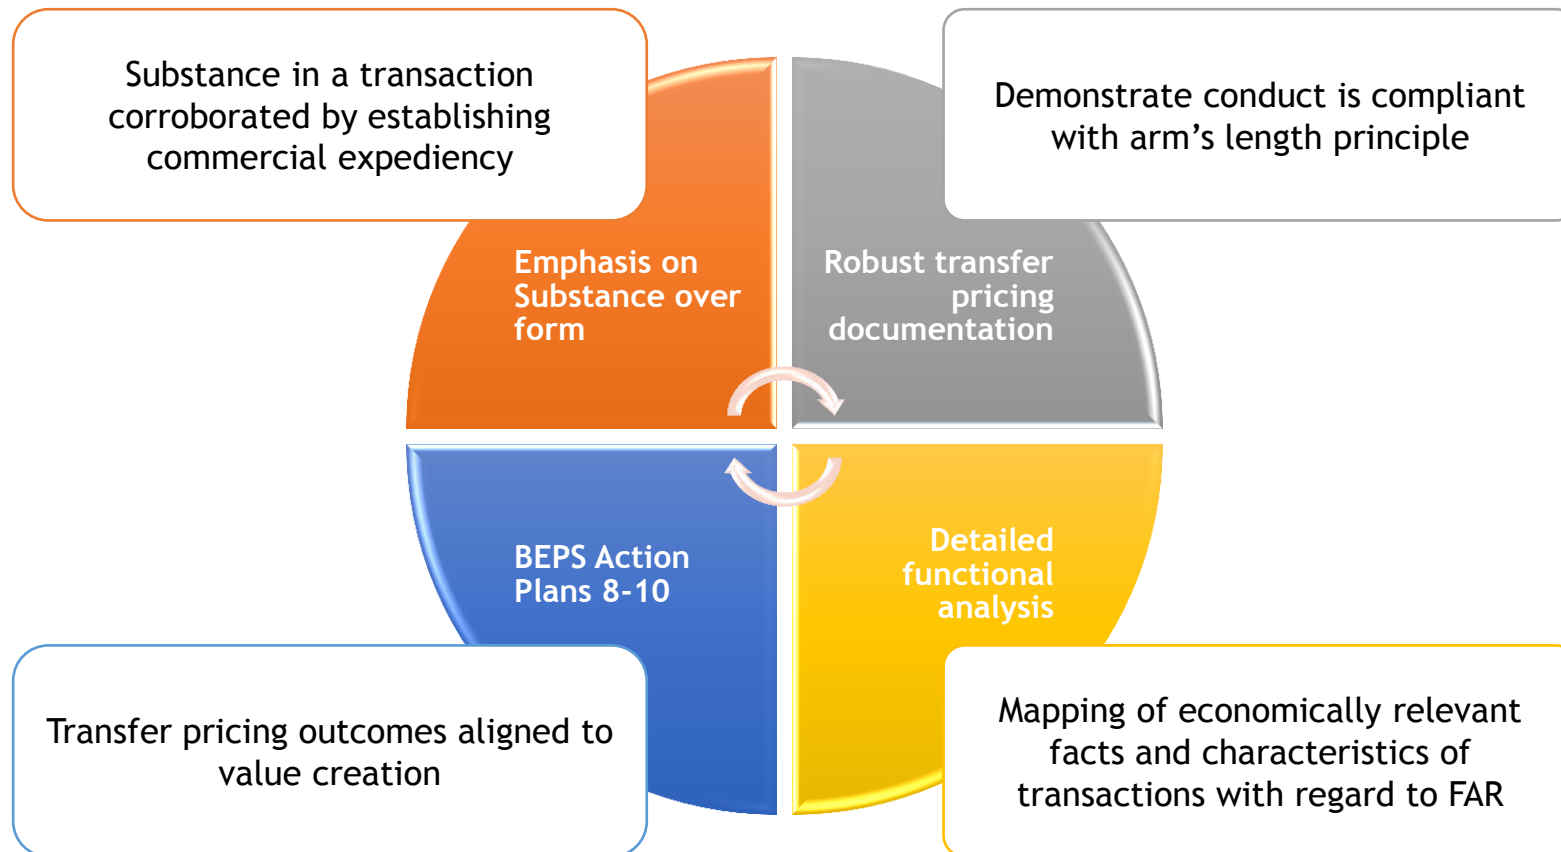 Substance in a transaction
corroborated by establishing
commercial expediency
Demonstrate conduct is compliant
with arm’s length principle
Emphasis on
Substance over
form
Robust transfer
pricing
documentation
BEPS Action
Plans 8-10
Detailed
functional
analysis
Transfer pricing outcomes aligned to
value creation
Mapping of economically relevant
facts and characteristics of
transactions with regard to FAR